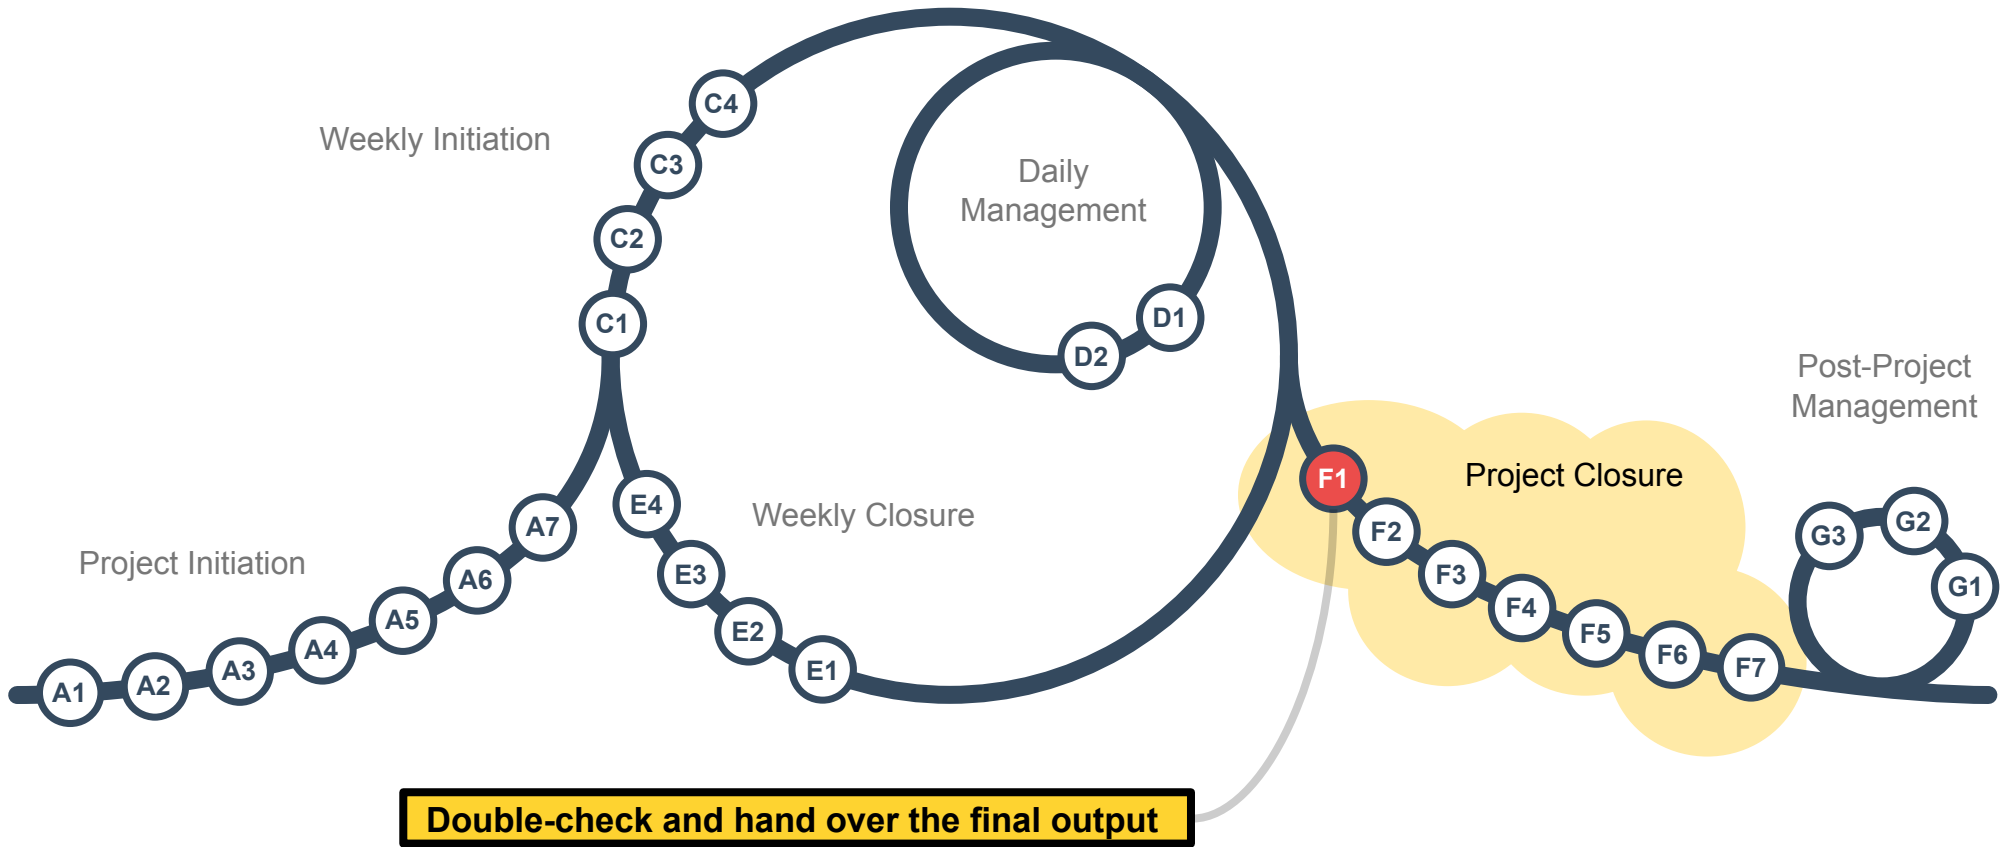 C4
Weekly Initiation
C3
Daily
Management
C2
C1
D1
D2
Post-Project
Management
Project Closure
F1
E4
Weekly Closure
G3
G2
A7
F2
Project Initiation
E3
F3
G1
A6
F4
A5
E2
F5
A4
F6
A3
E1
F7
A2
A1
Double-check and hand over the final output